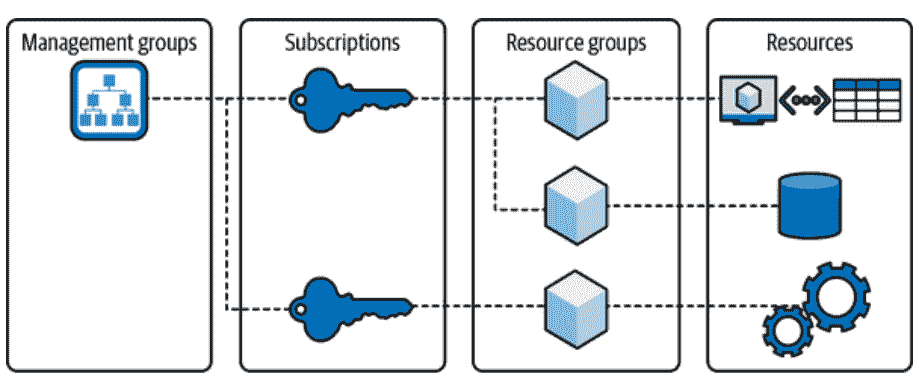 Management groups
Subscriptions
Resource groups
Resources